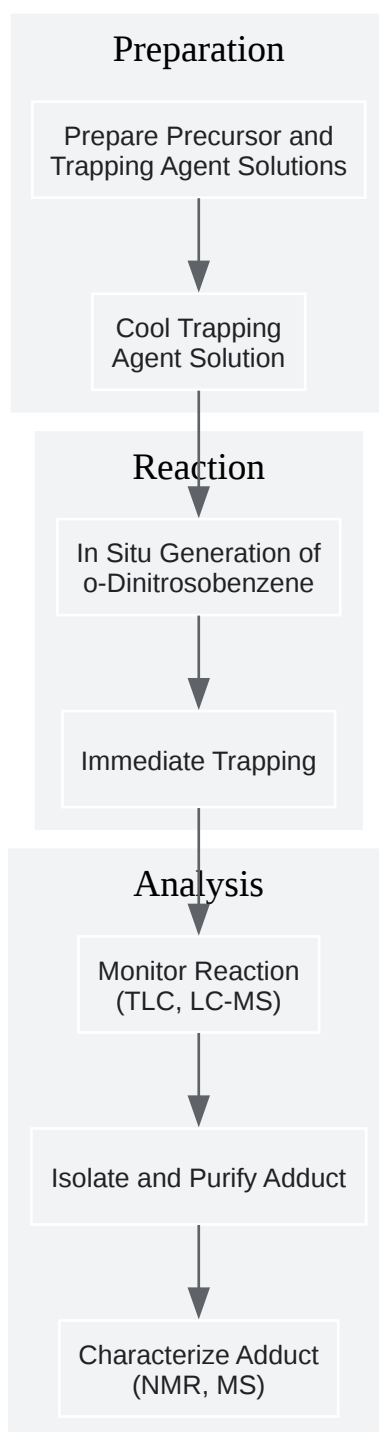 Preparation
Prepare Precursor and
Trapping Agent Solutions
Cool Trapping
Agent Solution
Reaction
In Situ Generation of
o-Dinitrosobenzene
Immediate Trapping
Analysis
Monitor Reaction
(TLC, LC-MS)
Isolate and Purify Adduct
Characterize Adduct
(NMR, MS)